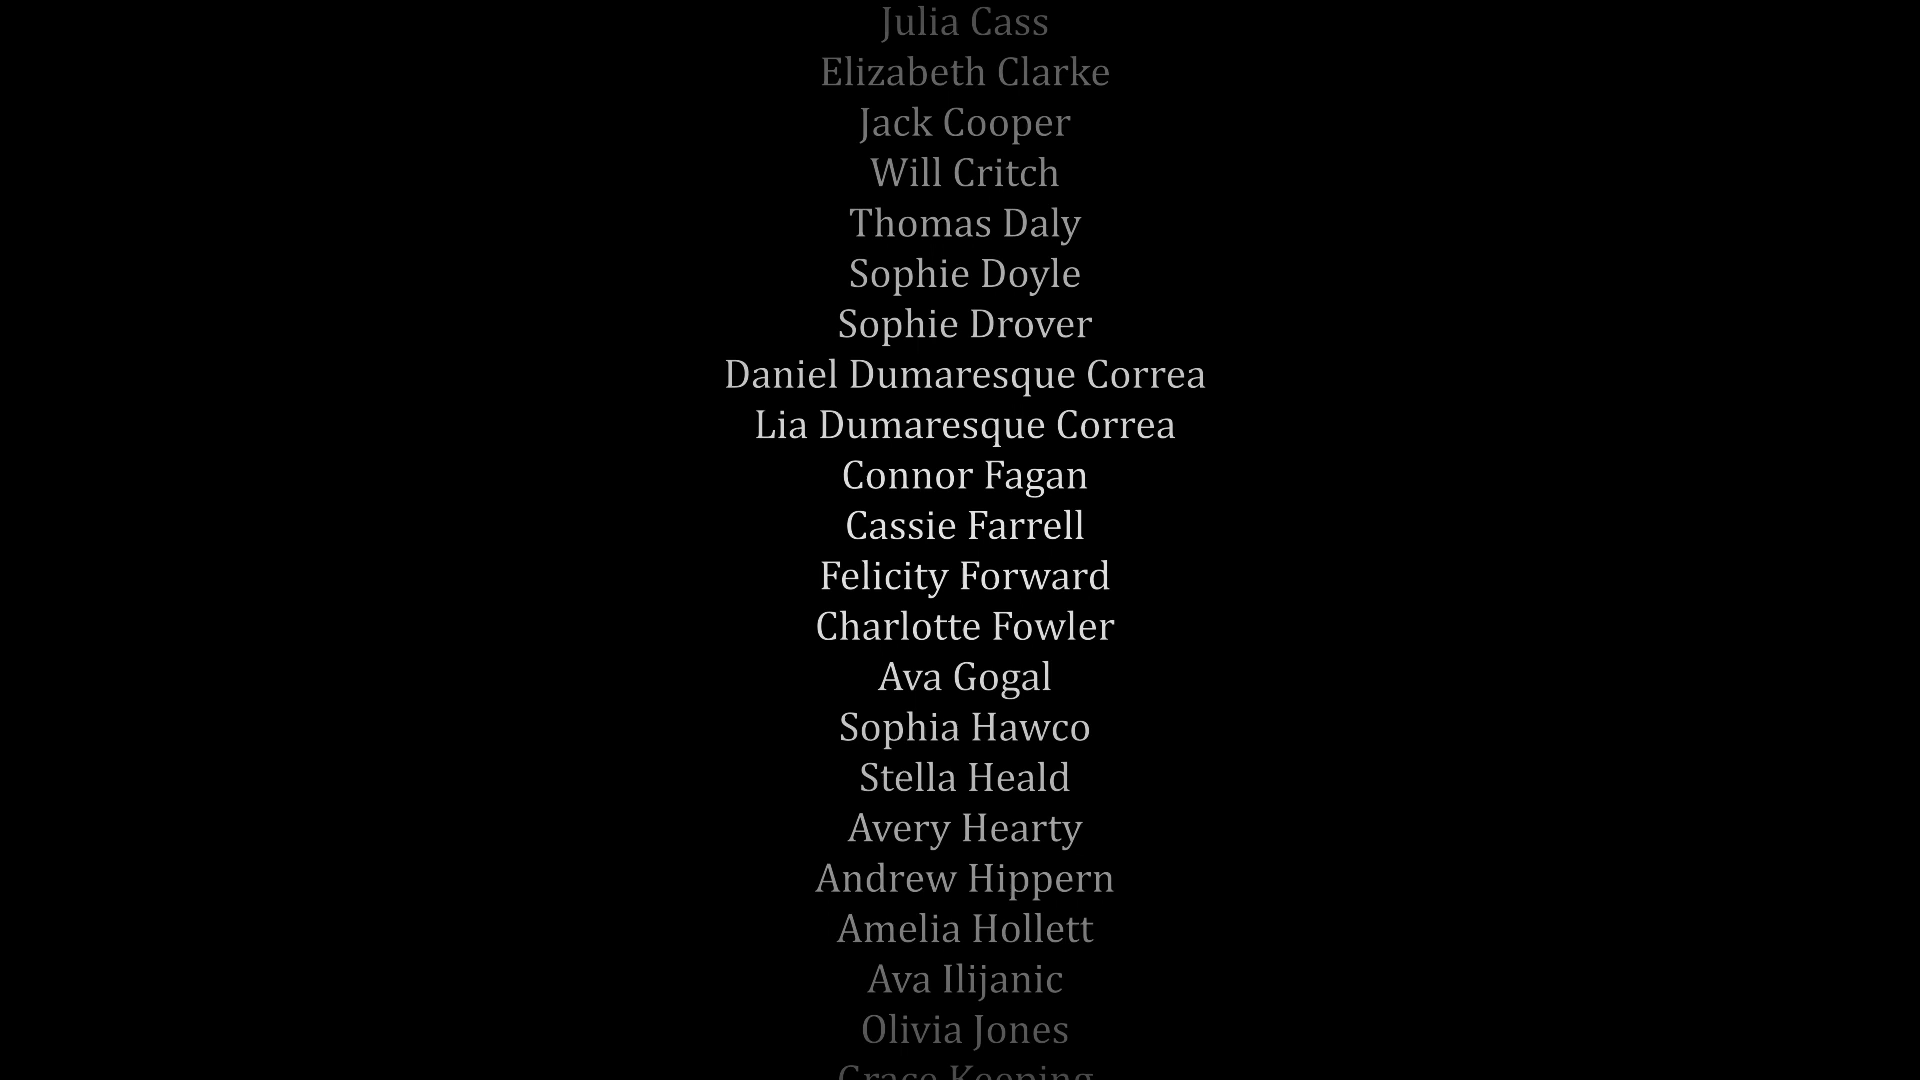 Julia Cass
Elizabeth Clarke
Jack Cooper
Will Critch
Thomas Daly
Sophie Doyle
Sophie Drover
Daniel Dumaresque Correa
Lia Dumaresque Correa
Connor Fagan
Cassie Farrell
Felicity Forward
Charlotte Fowler
Ava Gogal
Sophia Hawco
Stella Heald
Avery Hearty
Andrew Hippern
Amelia Hollett
Ava Ilijanic
Olivia Jones
Grace Keeping